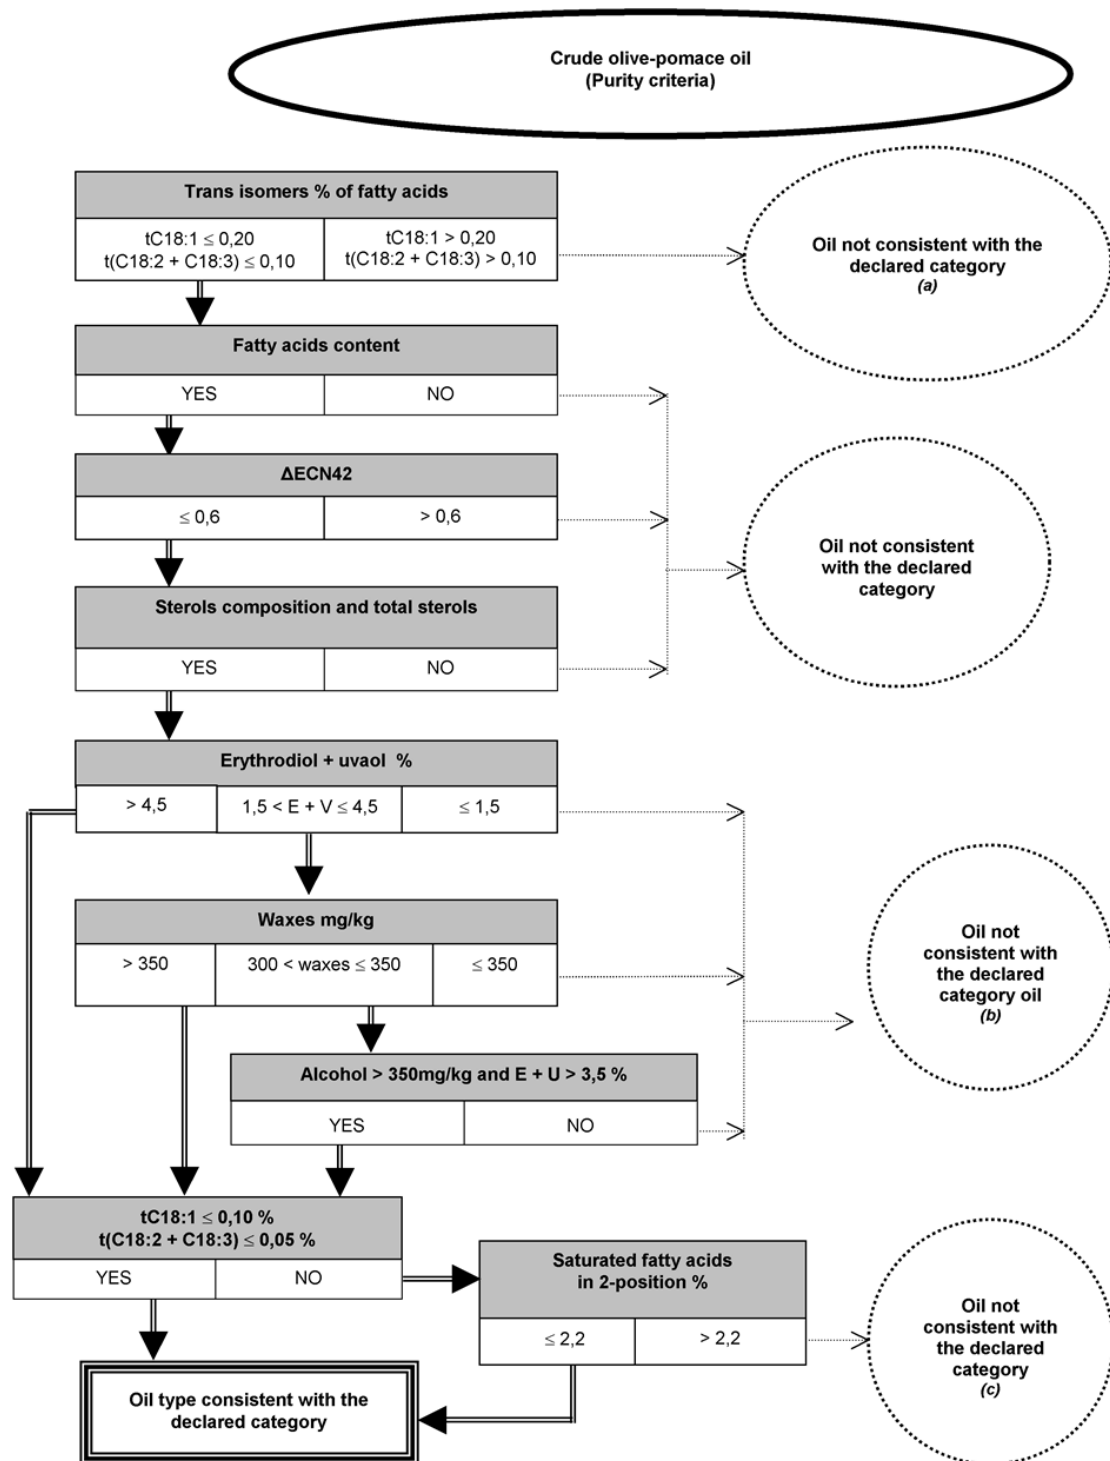 Crude olive-pomace oil
(Purity criteria)
Trans isomers % of fatty acids
tC18:1 ≤ 0,20
t(C18:2 + C18:3) ≤ 0,10
tC18:1 > 0,20
t(C18:2 + C18:3) > 0,10
Oil not consistent with the
declared category
(a)
Fatty acids content
YES
NO
ΔECN42
≤ 0,6
> 0,6
Oil not consistent
with the declared
category
Sterols composition and total sterols
YES
NO
Erythrodiol + uvaol %
> 4,5
1,5 < E + V ≤ 4,5
≤ 1,5
Waxes mg/kg
> 350
300 < waxes ≤ 350
≤ 350
Oil not
consistent with
the declared
category oil
(b)
Alcohol > 350mg/kg and E + U > 3,5 %
YES
NO
tC18:1 ≤ 0,10 %
t(C18:2 + C18:3) ≤ 0,05 %
YES
NO
Saturated fatty acids
in 2-position %
≤ 2,2
> 2,2
Oil not
consistent with
the declared
category
(c)
Oil type consistent with the
declared category